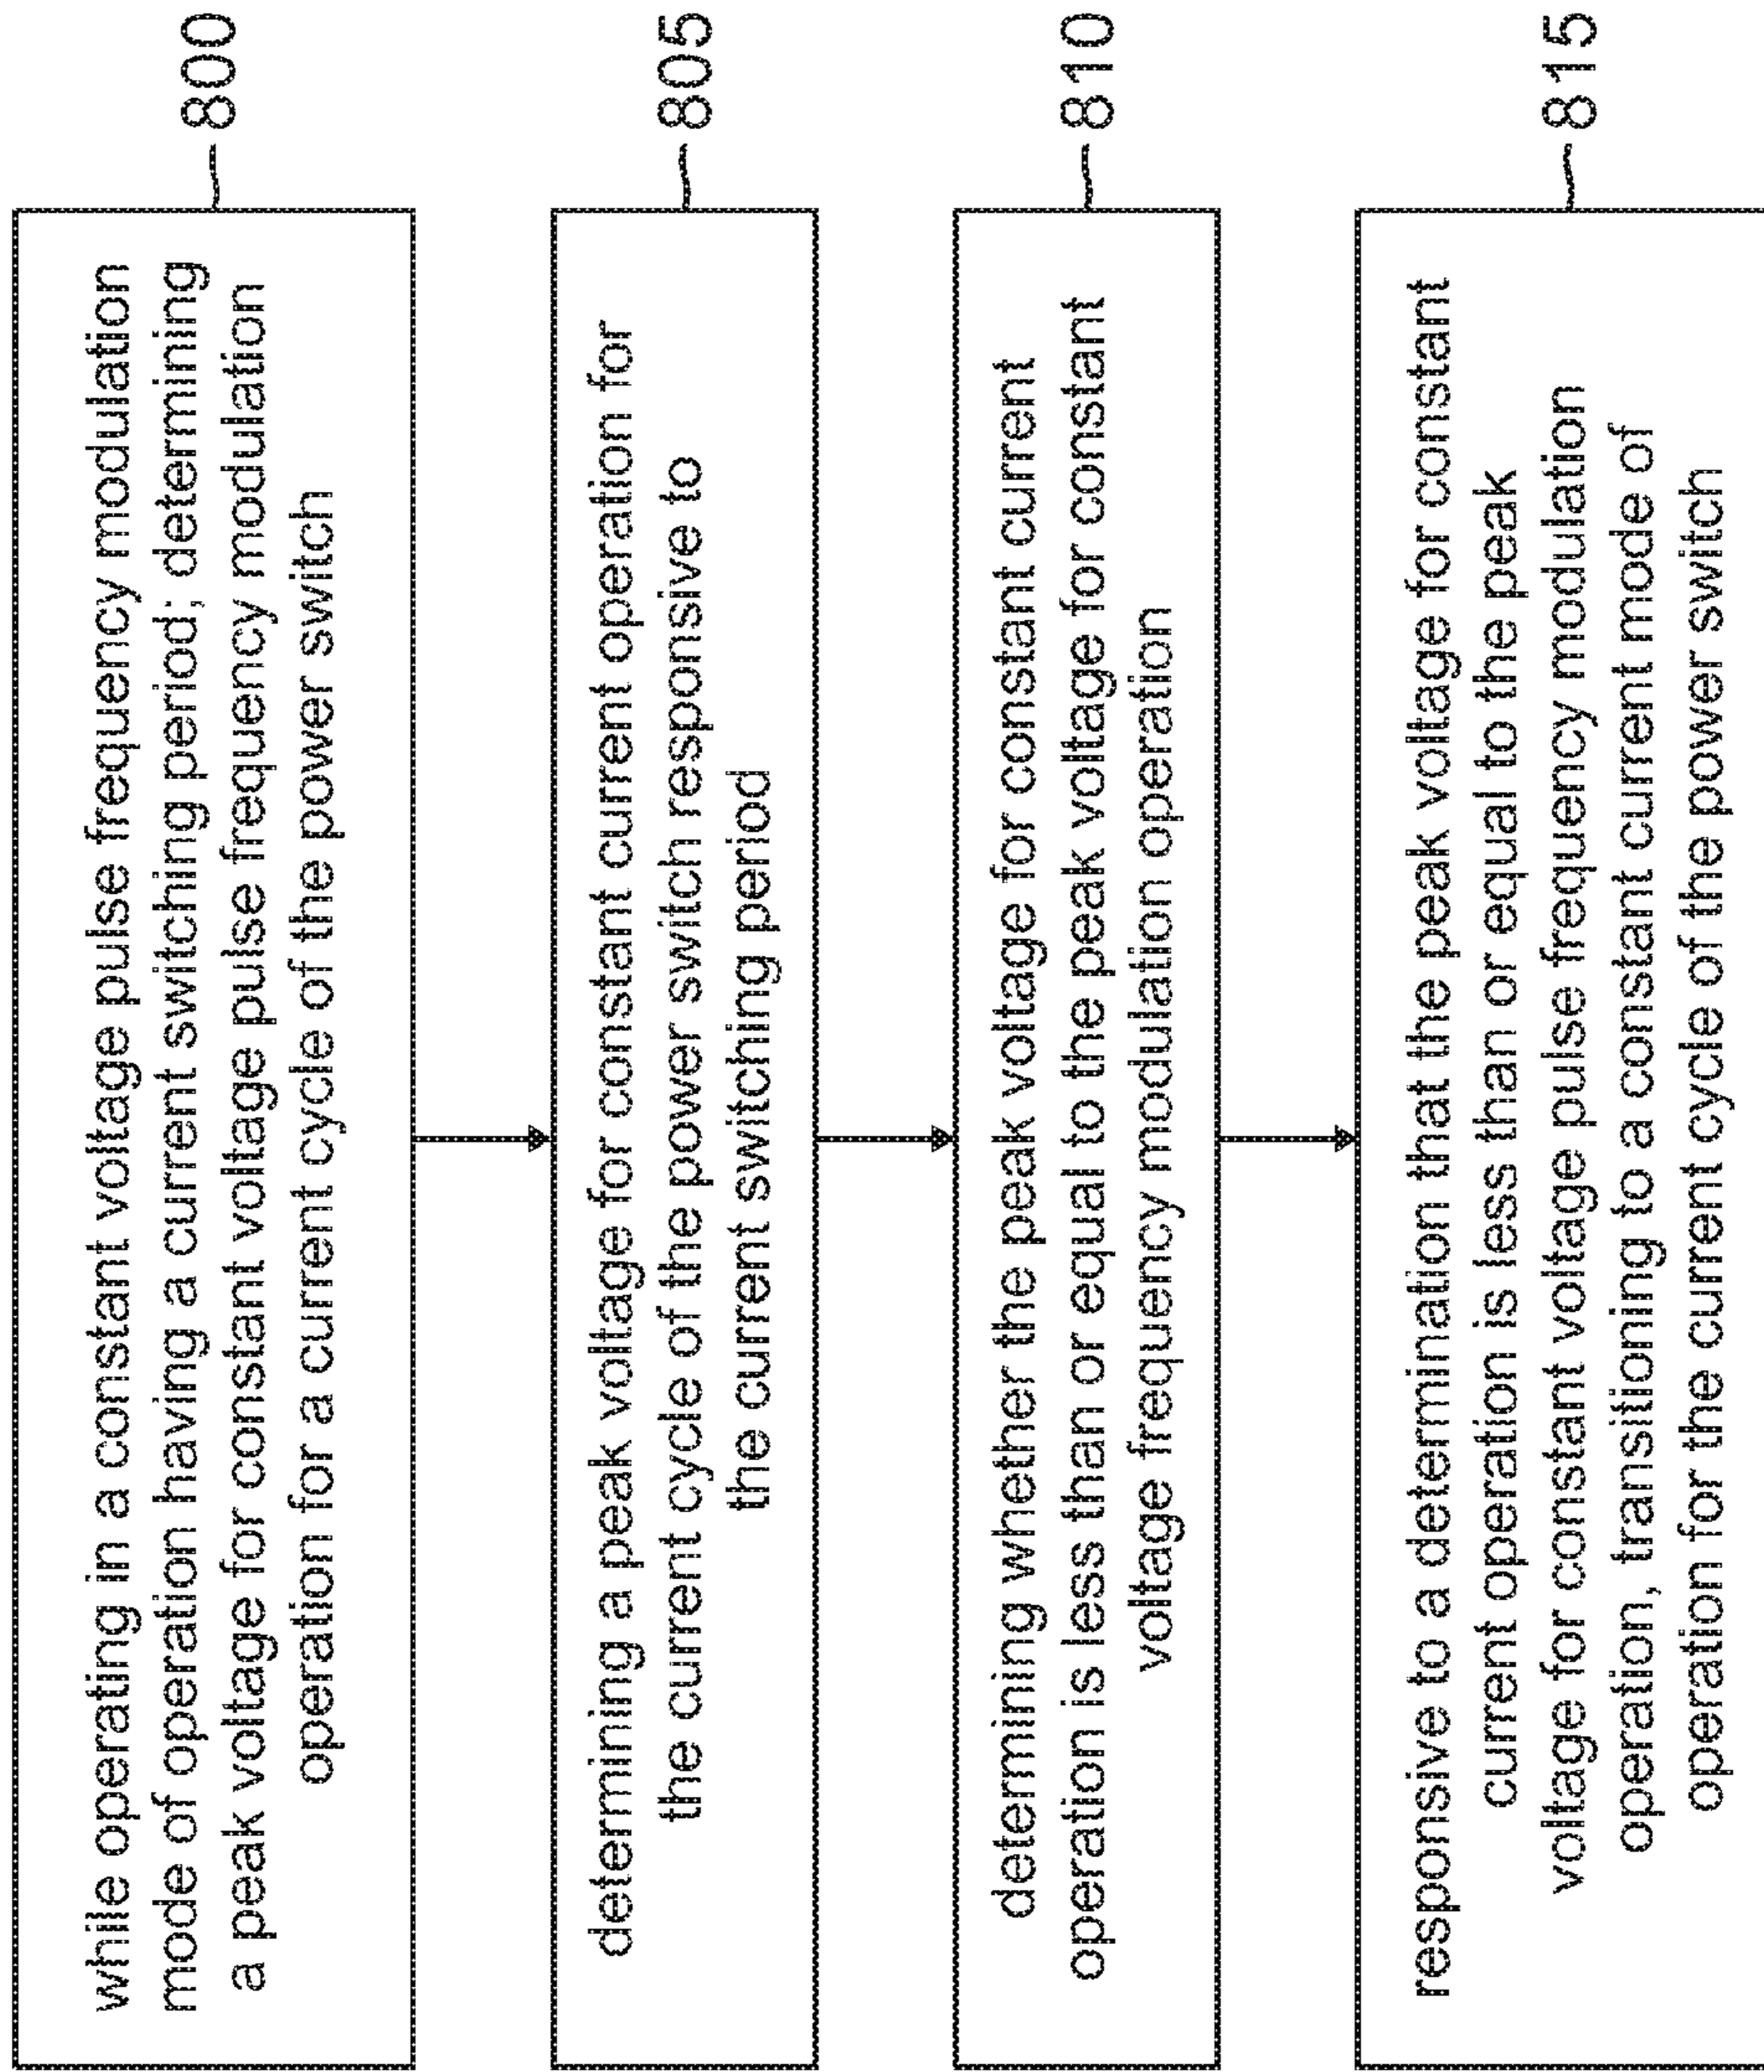 while operating in a constant voltage pulse frequency modulation
mode of operation having a current switching period; determining
a peak voltage for constant voltage pulse frequency modulation
operation for a current cycle of the power switch
800
determining a peak voltage for constant current operation for
the current cycle of the power switch responsive to
the current switching period
805
determining whether the peak voltage for constant current
operation is less than or equal to the peak voltage for constant
voltage frequency modulation operation
810
responsive to a determination that the peak voltage for constant
current operation is less than or equal to the peak
voltage for constant voltage pulse frequency modulation
operation, transitioning to a constant current mode of
operation for the current cycle of the power switch
815